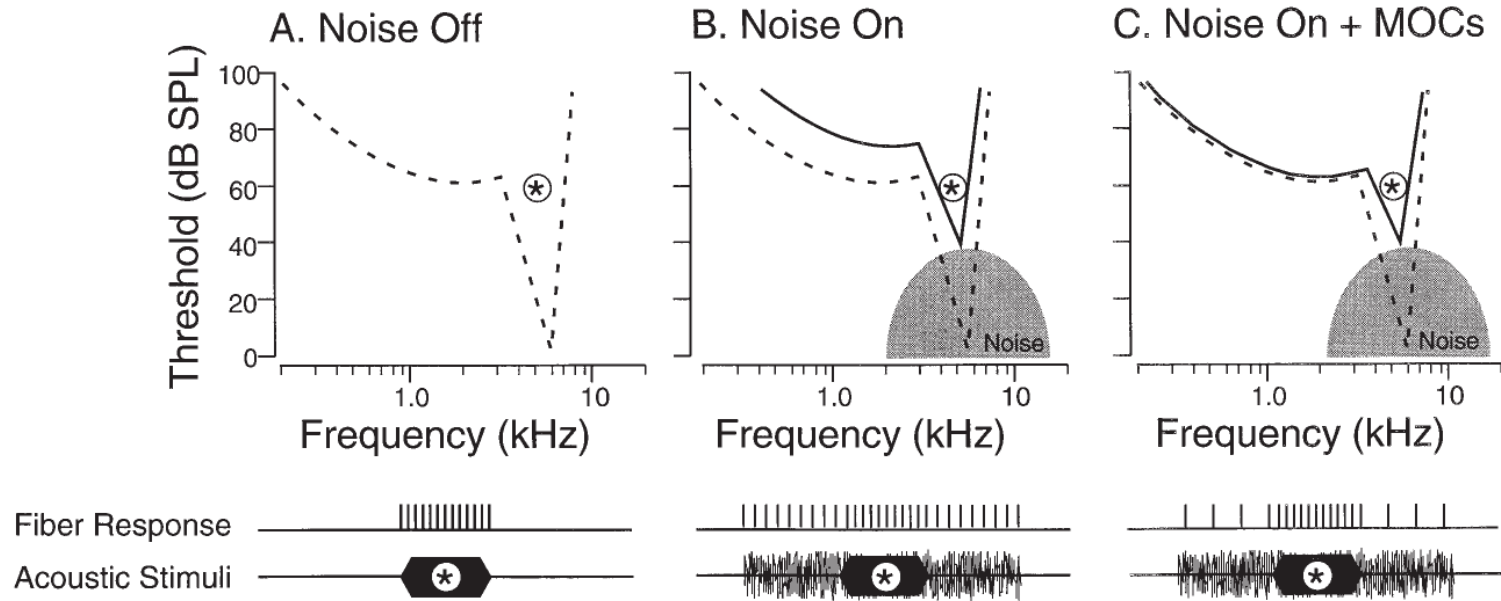 A. Noise Off
B. Noise On
C. Noise On + MOCs
Threshold (dB SPL)
100
80
60
40
20
0
*
*
*
Noise
Noise
1.0 10
1.0 10
1.0 10
Frequency (kHz)
Frequency (kHz)
Frequency (kHz)
Fiber Response
Acoustic Stimuli
*
*
*